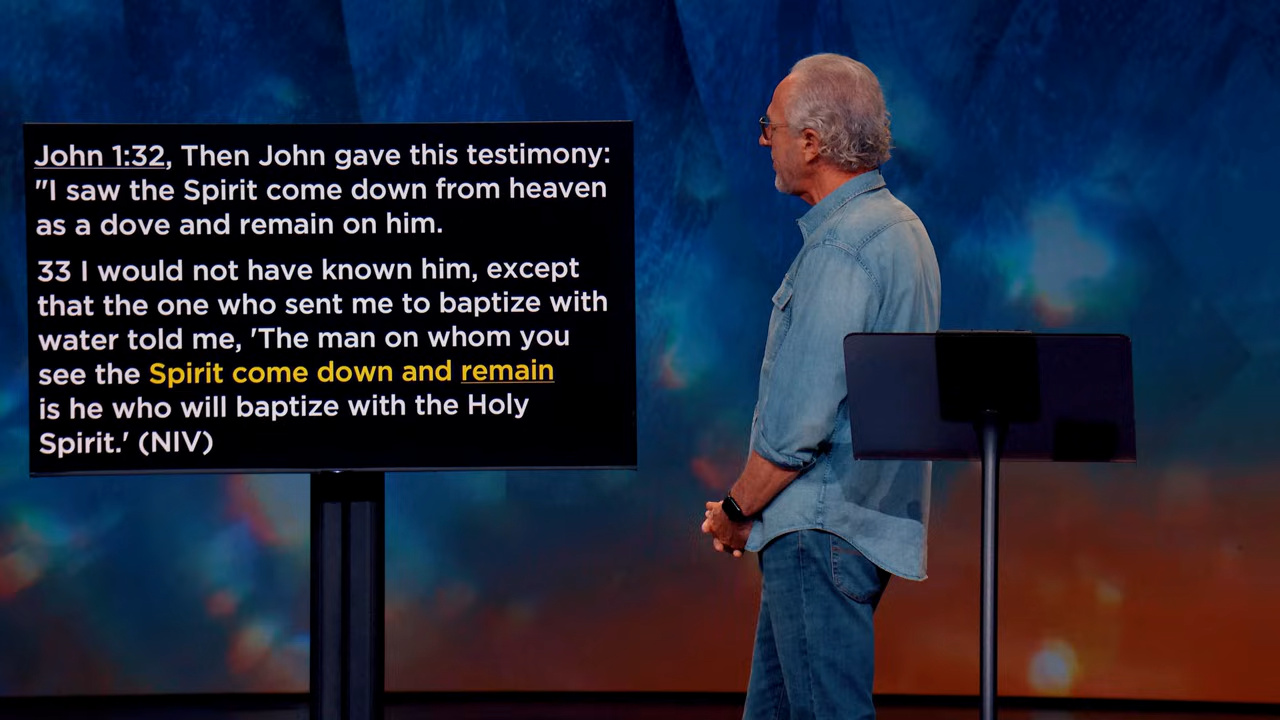 John 1:32, Then John gave this testimony:
"I saw the Spirit come down from heaven
as a dove and remain on him.
33 I would not have known him, except
that the one who sent me to baptize with
water told me, 'The man on whom you
see the Spirit come down and remain
is he who will baptize with the Holy
Spirit.' (NIV)